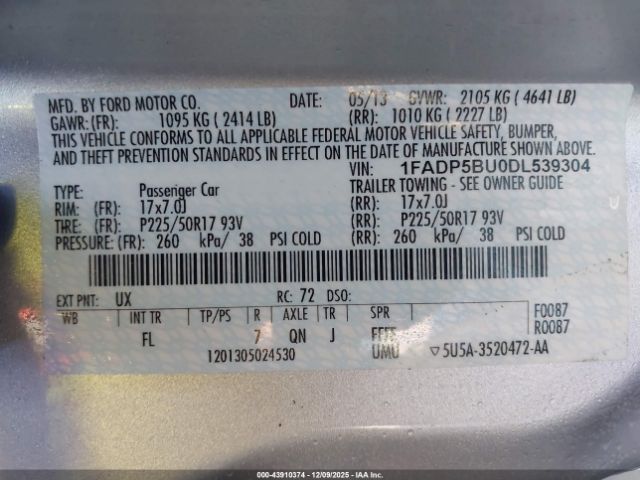 MFD. BY FORD MOTOR CO. DATE: 05/13 GVWR: 2105 KG ( 4641 LB)
GAWR: (FR): 1095 KG ( 2414 LB) (RR): 1010 KG ( 2227 LB)
THIS VEHICLE CONFORMS TO ALL APPLICABLE FEDERAL MOTOR VEHICLE SAFETY, BUMPER,
AND THEFT PREVENTION STANDARDS IN EFFECT ON THE DATE OF MANUFACTURE SHOWN ABOVE.
VIN: 1FADP5BU0DL539304
TYPE: Passenger Car TRAILER TOWING - SEE OWNER GUIDE
RIM: (FR): 17x7.0J (RR): 17x7.0J
TIRE: (FR): P225/50R17 93V (RR): P225/50R17 93V
PRESSURE: (FR): 260 kPa/ 38 PSI COLD (RR): 260 kPa/ 38 PSI COLD
EXT PNT: UX RC: 72 DSO:
WB INT TR TP/PS R AXLE TR SPR F0087
FL 7 QN J FFFF R0087
1201305024530 UMU ▽5U5A-3520472-AA
000-43910374 - 12/09/2025 - IAAI, Inc.